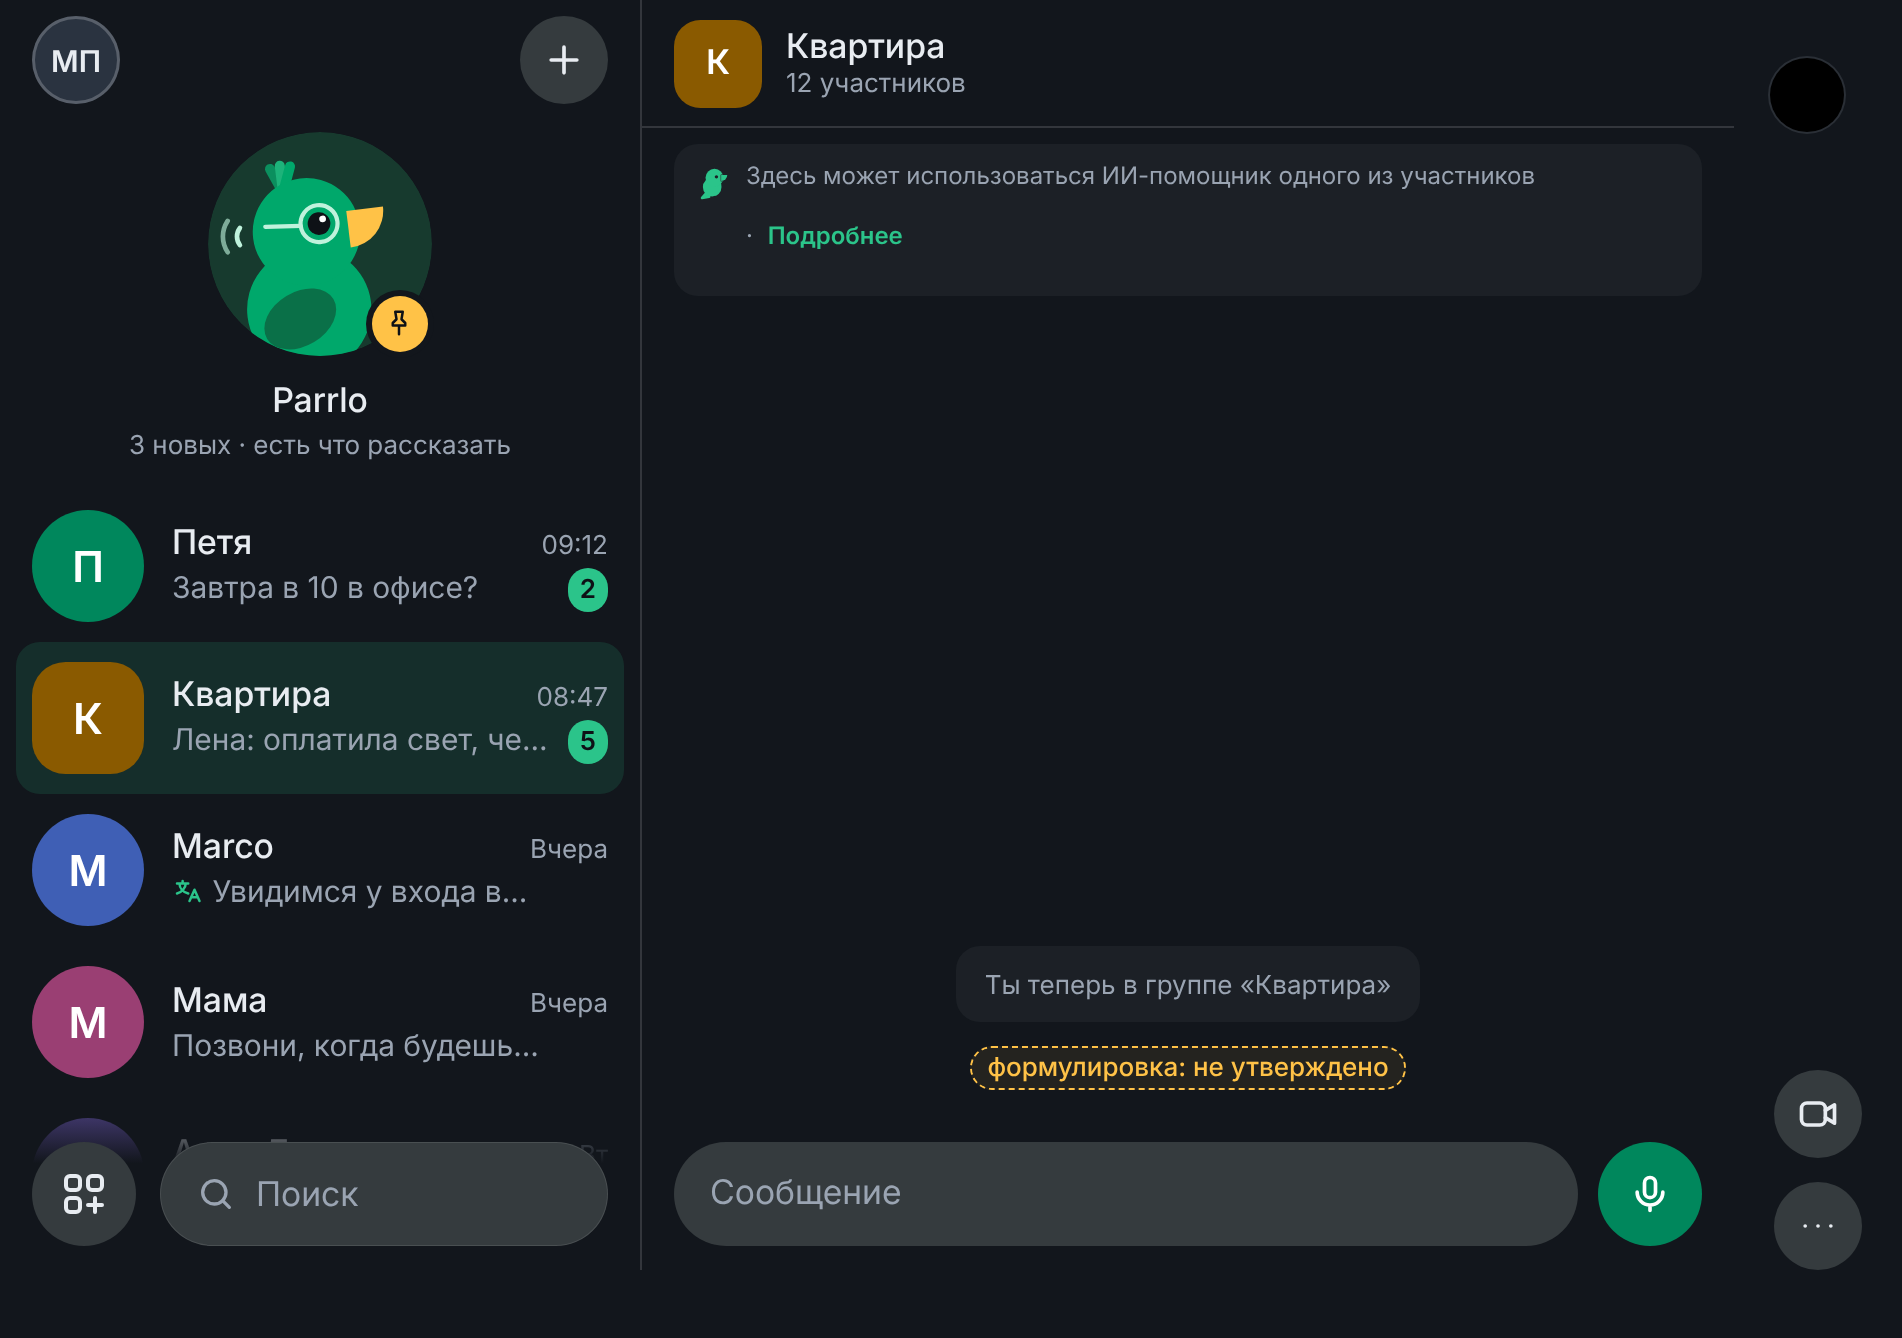 МП
Parrlo
3 новых · есть что рассказать
П
Петя
09:12
Завтра в 10 в офисе?
2
К
Квартира
08:47
Лена: оплатила свет, че...
5
M
Marco
Вчера
Увидимся у входа в...
М
Мама
Вчера
Позвони, когда будешь...
Вт
Поиск
К
Квартира
12 участников
Здесь может использоваться ИИ-помощник одного из участников
· Подробнее
Ты теперь в группе «Квартира»
формулировка: не утверждено
Сообщение